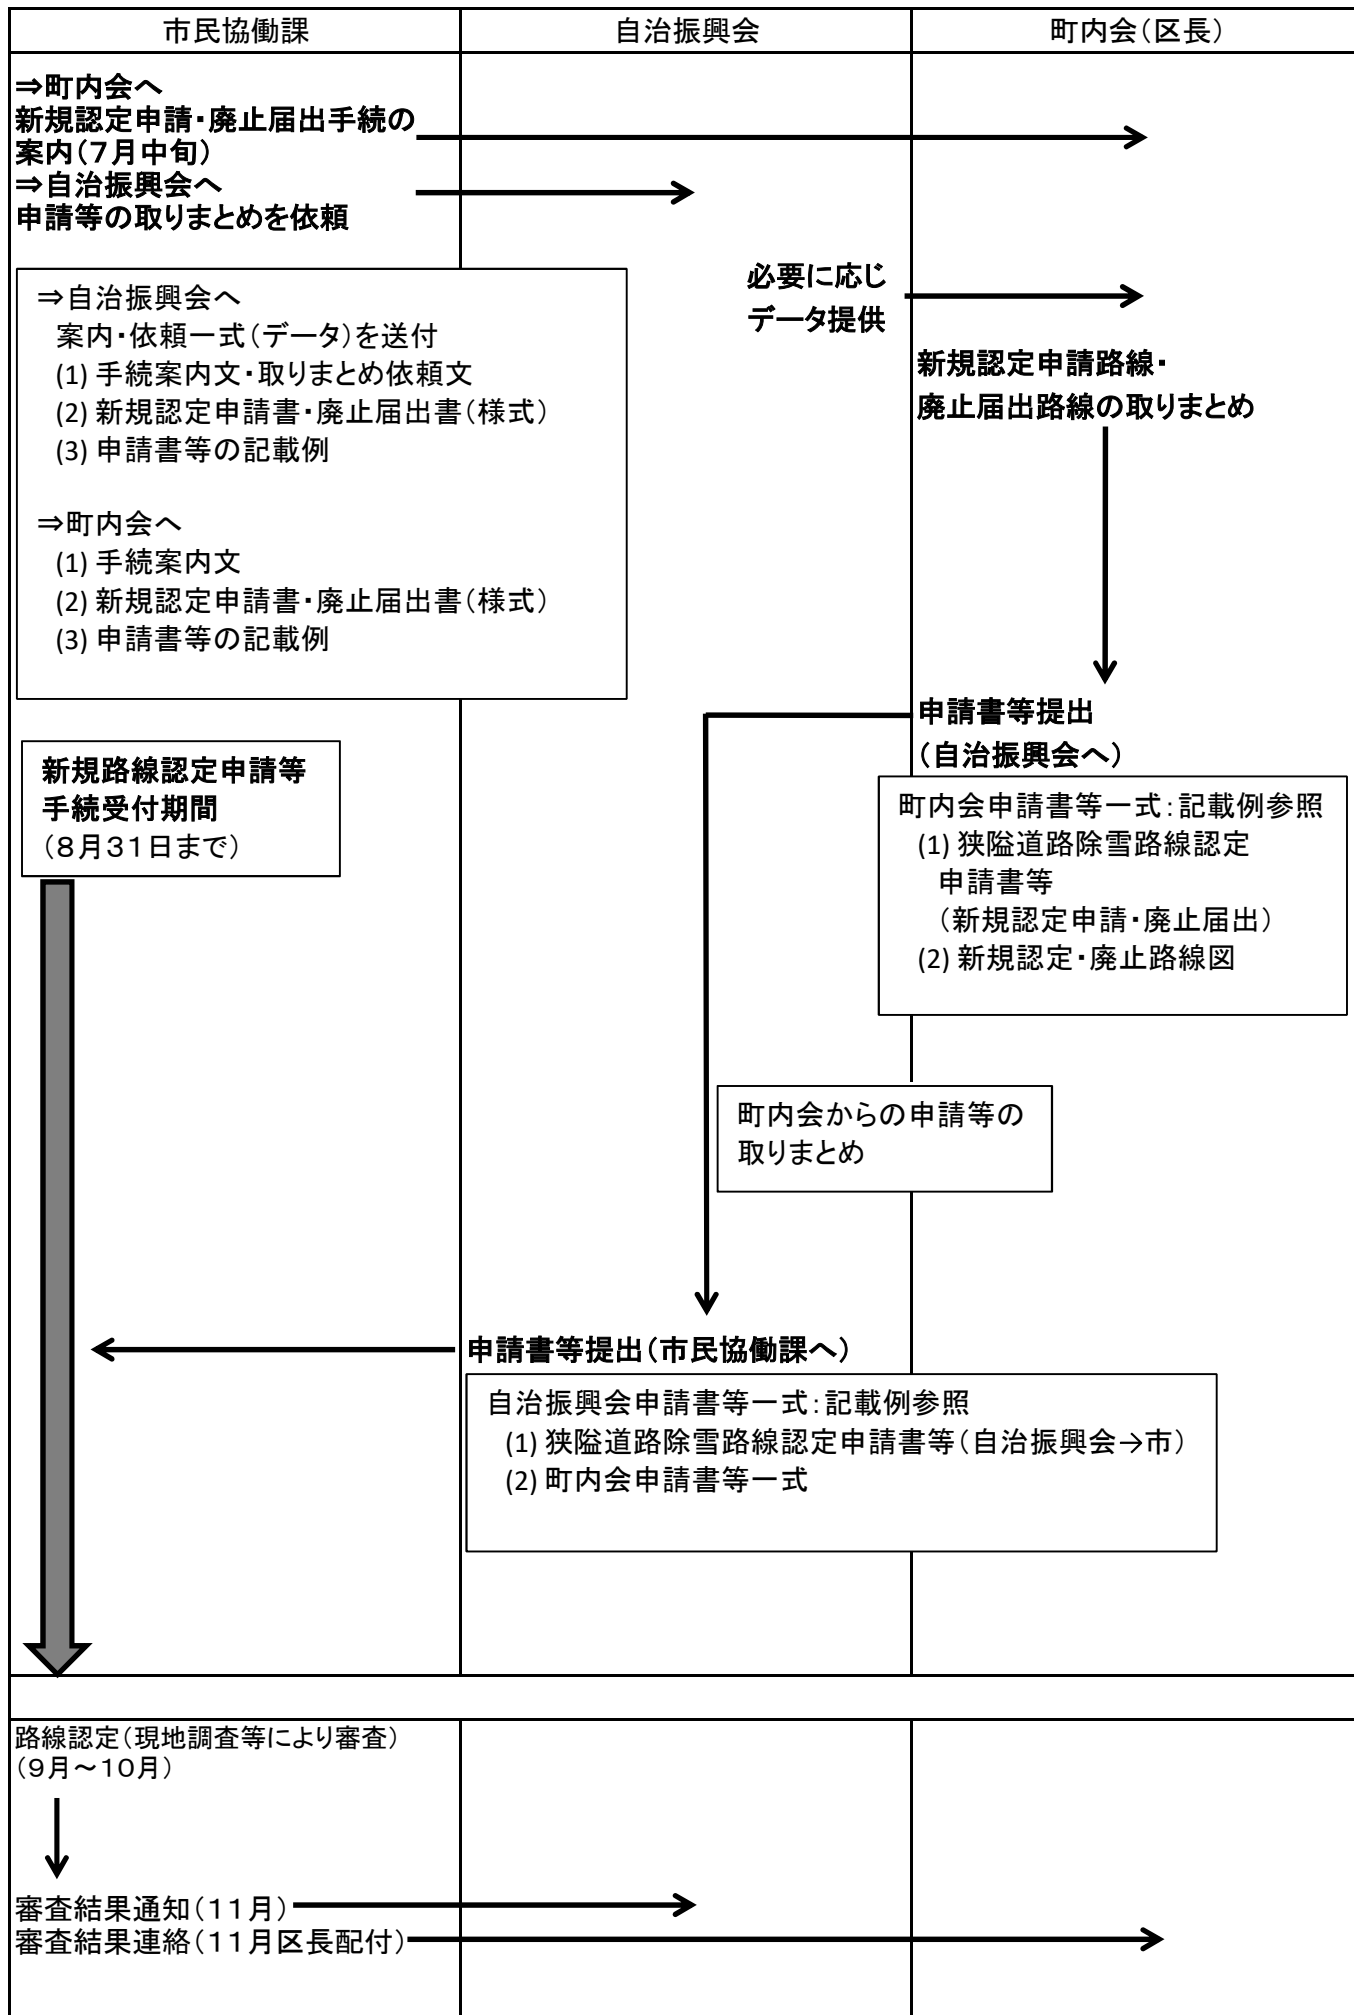 市民協働課
自治振興会
町内会（区長）
⇒町内会へ
新規認定申請・廃止届出手続の
案内（７月中旬）
⇒自治振興会へ
申請等の取りまとめを依頼
⇒自治振興会へ
案内・依頼一式（データ）を送付
(1) 手続案内文・取りまとめ依頼文
(2) 新規認定申請書・廃止届出書（様式）
(3) 申請書等の記載例
⇒町内会へ
(1) 手続案内文
(2) 新規認定申請書・廃止届出書（様式）
(3) 申請書等の記載例
必要に応じ
データ提供
新規認定申請路線・
廃止届出路線の取りまとめ
申請書等提出
（自治振興会へ）
町内会申請書等一式：記載例参照
(1) 狭隘道路除雪路線認定
申請書等
（新規認定申請・廃止届出）
(2) 新規認定・廃止路線図
新規路線認定申請等
手続受付期間
（８月３１日まで）
町内会からの申請等の
取りまとめ
申請書等提出（市民協働課へ）
自治振興会申請書等一式：記載例参照
(1) 狭隘道路除雪路線認定申請書等（自治振興会→市）
(2) 町内会申請書等一式
路線認定（現地調査等により審査）
（９月～１０月）
審査結果通知（１１月）
審査結果連絡（１１月区長配付）